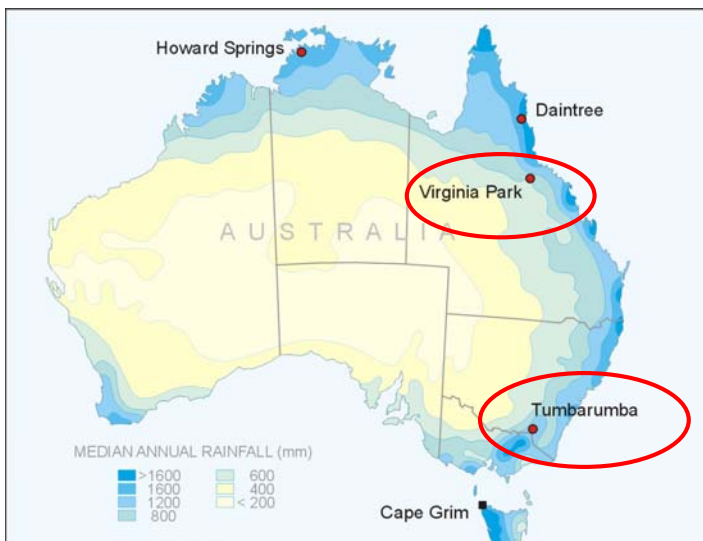 Howard Springs
Daintree
Virginia Park
AUSTRALIA
Tumbarumba
MEDIAN ANNUAL RAINFALL (mm)
>1600 600
1600 400
1200 < 200
800
Cape Grim